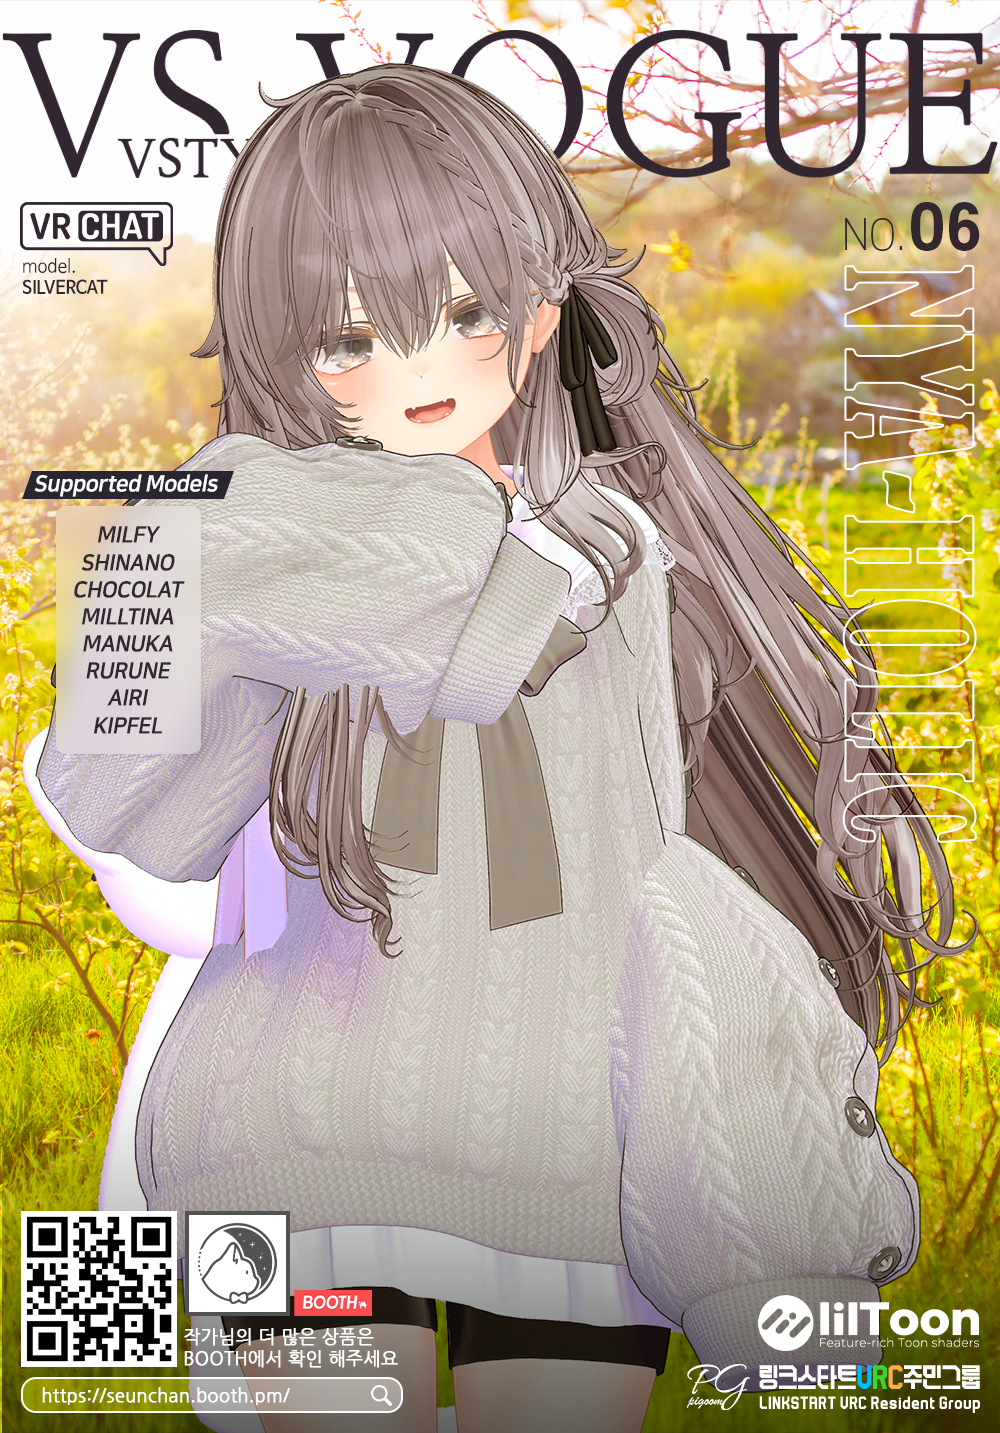 VS VOGUE
VSTY
VR CHAT
model.
SILVERCAT
NO. 06
NYA-HOLIC
Supported Models
MILFY
SHINANO
CHOCOLAT
MILLTINA
MANUKA
RURUNE
AIRI
KIPFEL
BOOTH
작가님의 더 많은 상품은
BOOTH에서 확인 해주세요
https://seunchan.booth.pm/
lilToon
Feature-rich Toon shaders
PG
pigoom
링크스타트URC주민그룹
LINKSTART URC Resident Group